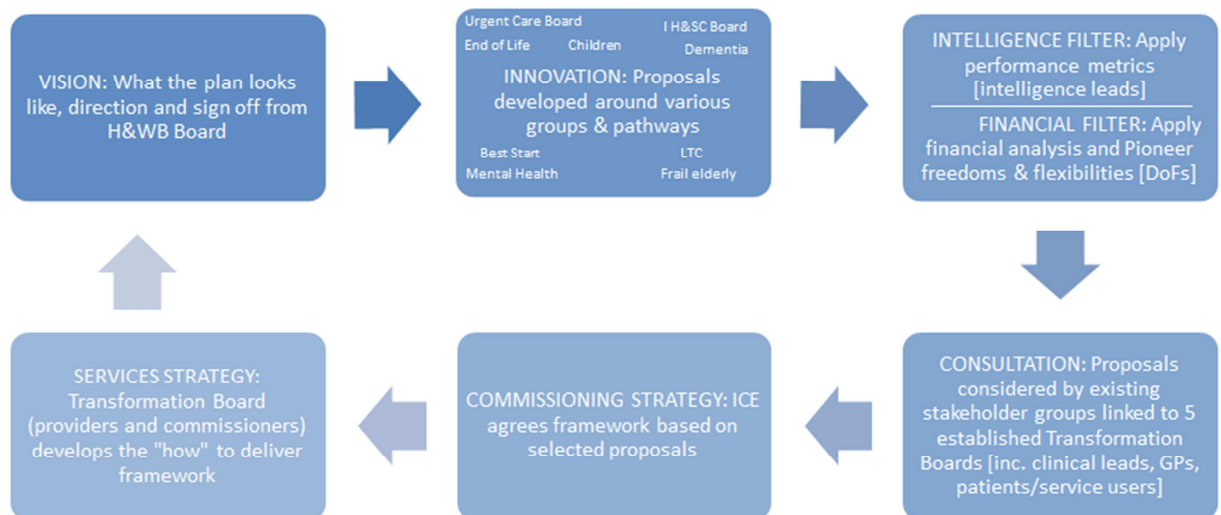 VISION: What the plan looks
like, direction and sign off from
H&WB Board
Urgent Care Board
I H&SC Board
End of Life
Children
Dementia
INNOVATION: Proposals
developed around various
groups & pathways
Best Start
LTC
Mental Health
Frail elderly
INTELLIGENCE FILTER: Apply
performance metrics
[intelligence leads]
FINANCIAL FILTER: Apply
financial analysis and Pioneer
freedoms & flexibilities [DoFs]
CONSULTATION: Proposals
considered by existing
stakeholder groups linked to 5
established Transformation
Boards [inc. clinical leads, GPs,
patients/service users]
COMMISSIONING STRATEGY: ICE
agrees framework based on
selected proposals
SERVICES STRATEGY:
Transformation Board
(providers and commissioners)
develops the "how" to deliver
framework